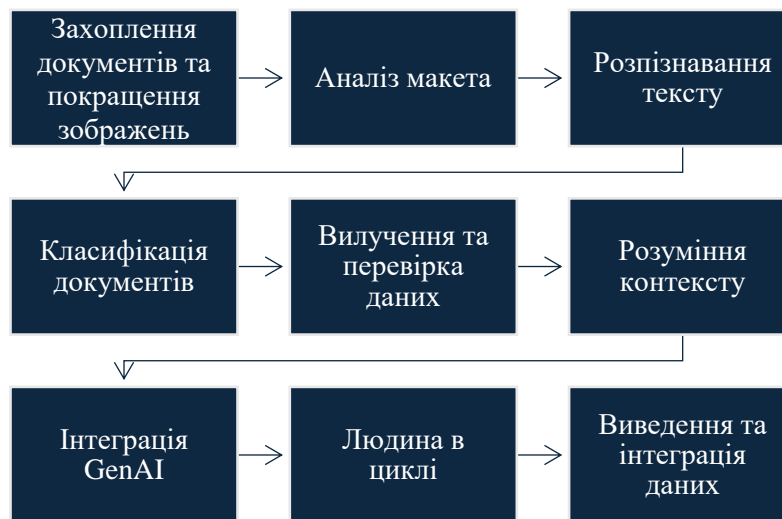 Захоплення
документів та
покращення
зображень
Аналіз макета
Розпізнавання
тексту
Класифікація
документів
Вилучення та
перевірка
даних
Розуміння
контексту
Інтеграція
GenAI
Людина в
циклі
Виведення та
інтеграція
даних